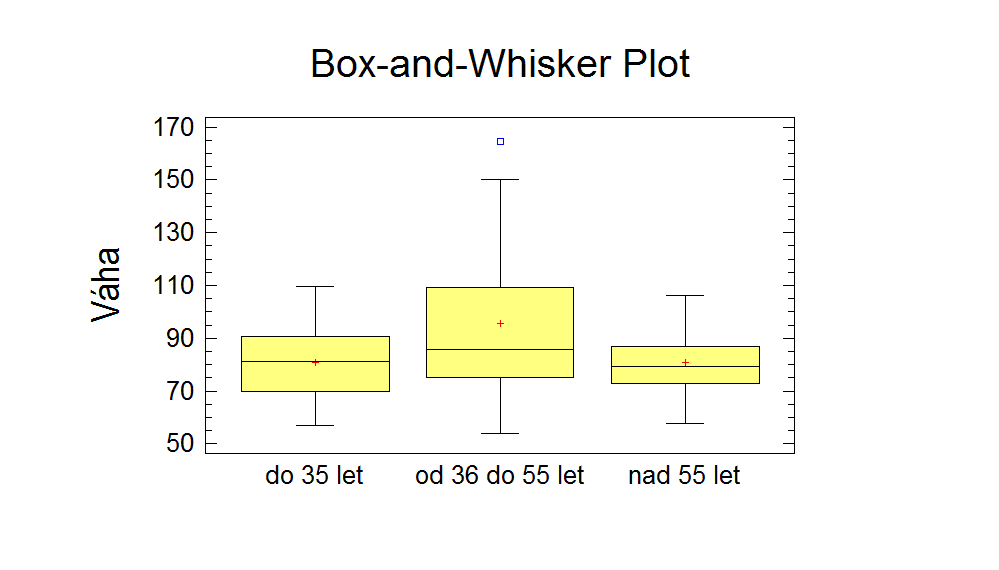 Box-and-Whisker Plot
Váha
170
150
130
110
90
70
50
do 35 let
od 36 do 55 let
nad 55 let